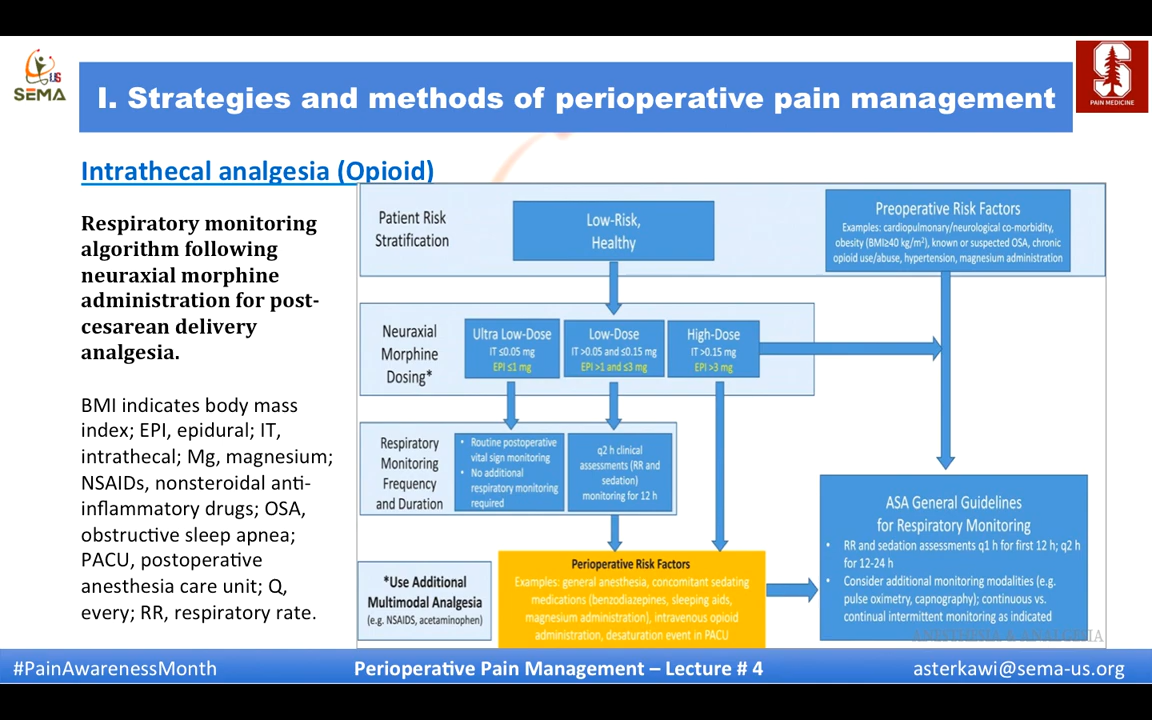 US
SEMA
I. Strategies and methods of perioperative pain management
S
PAIN MEDICINE
Intrathecal analgesia (Opioid)
Respiratory monitoring
algorithm following
neuraxial morphine
administration for post-
cesarean delivery
analgesia.
BMI indicates body mass
index; EPI, epidural; IT,
intrathecal; Mg, magnesium;
NSAIDs, nonsteroidal anti-
inflammatory drugs; OSA,
obstructive sleep apnea;
PACU, postoperative
anesthesia care unit; Q,
every; RR, respiratory rate.
Patient Risk
Stratification
Low-Risk,
Healthy
Preoperative Risk Factors
Examples: cardiopulmonary/neurological co-morbidity,
obesity (BMI≥40 kg/m²), known or suspected OSA, chronic
opioid use/abuse, hypertension, magnesium administration
Neuraxial
Morphine
Dosing*
Ultra Low-Dose
IT ≤0.05 mg
EPI ≤1 mg
Low-Dose
IT >0.05 and ≤0.15 mg
EPI >1 and ≤3 mg
High-Dose
IT >0.15 mg
EPI >3 mg
Respiratory
Monitoring
Frequency
and Duration
• Routine postoperative
vital sign monitoring
• No additional
respiratory monitoring
required
q2 h clinical
assessments (RR and
sedation)
monitoring for 12 h
ASA General Guidelines
for Respiratory Monitoring
• RR and sedation assessments q1 h for first 12 h; q2 h
for 12-24 h
• Consider additional monitoring modalities (e.g.
pulse oximetry, capnography); continuous vs.
continual intermittent monitoring as indicated
*Use Additional
Multimodal Analgesia
(e.g. NSAIDS, acetaminophen)
Perioperative Risk Factors
Examples: general anesthesia, concomitant sedating
medications (benzodiazepines, sleeping aids,
magnesium administration), intravenous opioid
administration, desaturation event in PACU
ANESTHESIA & ANALGESIA
#PainAwarenessMonth
Perioperative Pain Management – Lecture # 4
asterkawi@sema-us.org